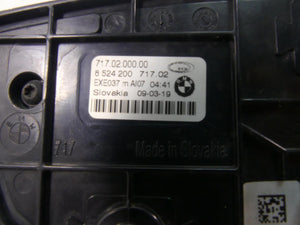 717.02.000.00
8 524 200 717.02
EXE037 m AI07 04:41
Slovakia 09-03-19
Made in Slovakia